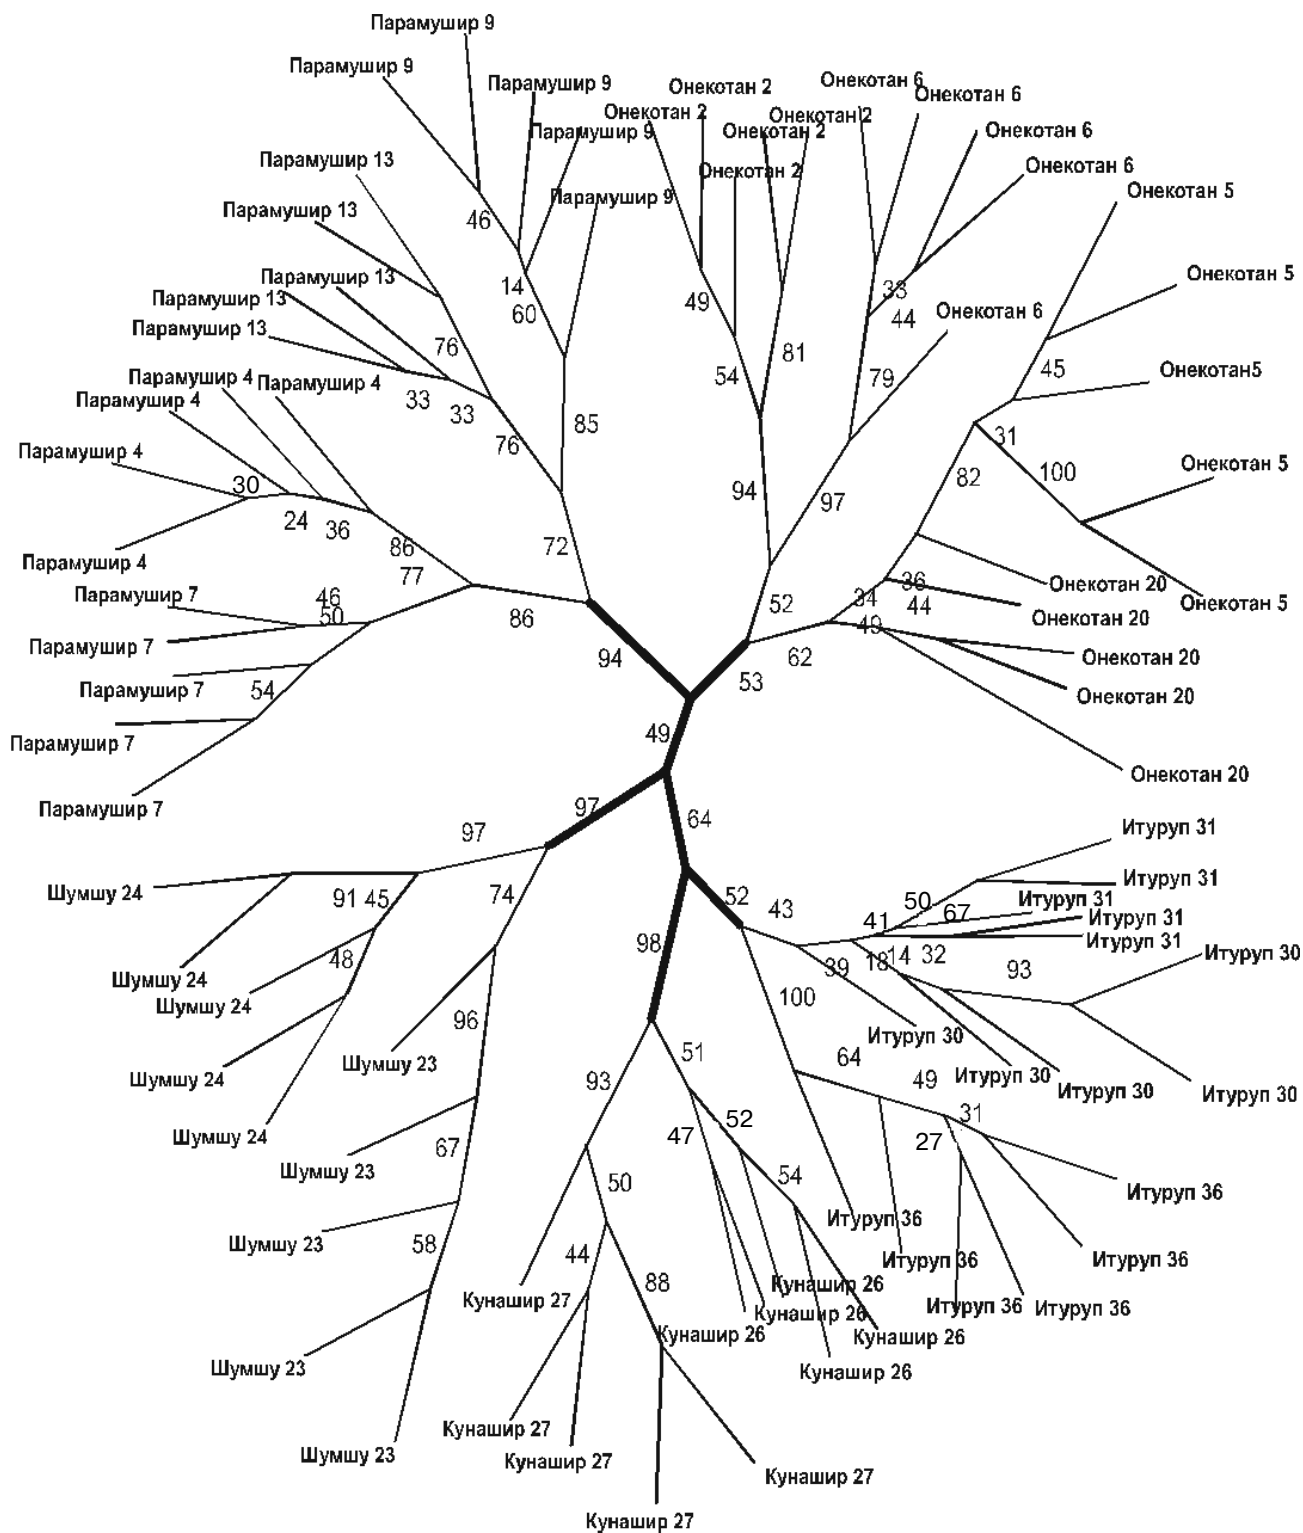 Парамушир 9
Парамушир 9
Парамушир 9
Парамушир 9
Парамушир 9
46
14
60
85
Онекотан 2
Онекотан 2
Онекотан 2
Онекотан 2
Онекотан 2
49
54
81
94
Онекотан 6
Онекотан 6
Онекотан 6
Онекотан 6
Онекотан 6
33
44
79
97
52
Онекотан 5
Онекотан 5
Онекотан5
Онекотан 5
Онекотан 5
45
31
100
82
Онекотан 20
Онекотан 20
Онекотан 20
Онекотан 20
Онекотан 20
36
44
34
49
62
53
Парамушир 13
Парамушир 13
Парамушир 13
Парамушир 13
Парамушир 13
76
33
33
76
72
Парамушир 4
Парамушир 4
Парамушир 4
Парамушир 4
Парамушир 4
30
24
36
86
77
86
94
Парамушир 7
Парамушир 7
Парамушир 7
Парамушир 7
Парамушир 7
46
50
54
49
97
64
97
74
Шумшу 24
Шумшу 24
Шумшу 24
Шумшу 24
Шумшу 24
91
45
48
Шумшу 23
Шумшу 23
Шумшу 23
Шумшу 23
Шумшу 23
96
67
58
98
52
43
Итуруп 31
Итуруп 31
Итуруп 31
Итуруп 31
Итуруп 31
50
67
41
39
18
14
32
93
Итуруп 30
Итуруп 30
Итуруп 30
Итуруп 30
Итуруп 30
100
64
49
31
27
Итуруп 36
Итуруп 36
Итуруп 36
Итуруп 36
Итуруп 36
93
51
52
47
54
50
44
88
Кунашир 26
Кунашир 26
Кунашир 26
Кунашир 26
Кунашир 26
Кунашир 27
Кунашир 27
Кунашир 27
Кунашир 27
Кунашир 27